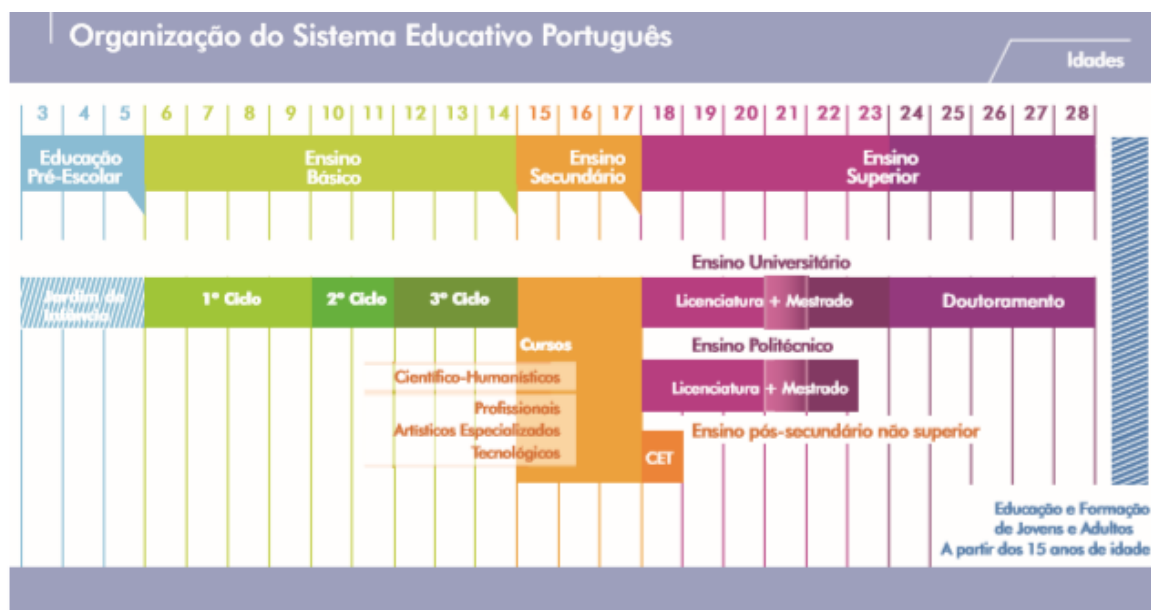 Organização do Sistema Educativo Português
Idades
3 4 5 6 7 8 9 10 11 12 13 14 15 16 17 18 19 20 21 22 23 24 25 26 27 28
Educação
Pré-Escolar
Ensino
Básico
Ensino
Secundário
Ensino
Superior
Ensino Universitário
Jardim de
Infância
1º Ciclo
2º Ciclo
3º Ciclo
Licenciatura + Mestrado
Doutoramento
Cursos
Científico-Humanísticos
Profissionais
Artísticos Especializados
Tecnológicos
Ensino Politécnico
Licenciatura + Mestrado
Ensino pós-secundário não superior
CET
Educação e Formação
de Jovens e Adultos
A partir dos 15 anos de idade